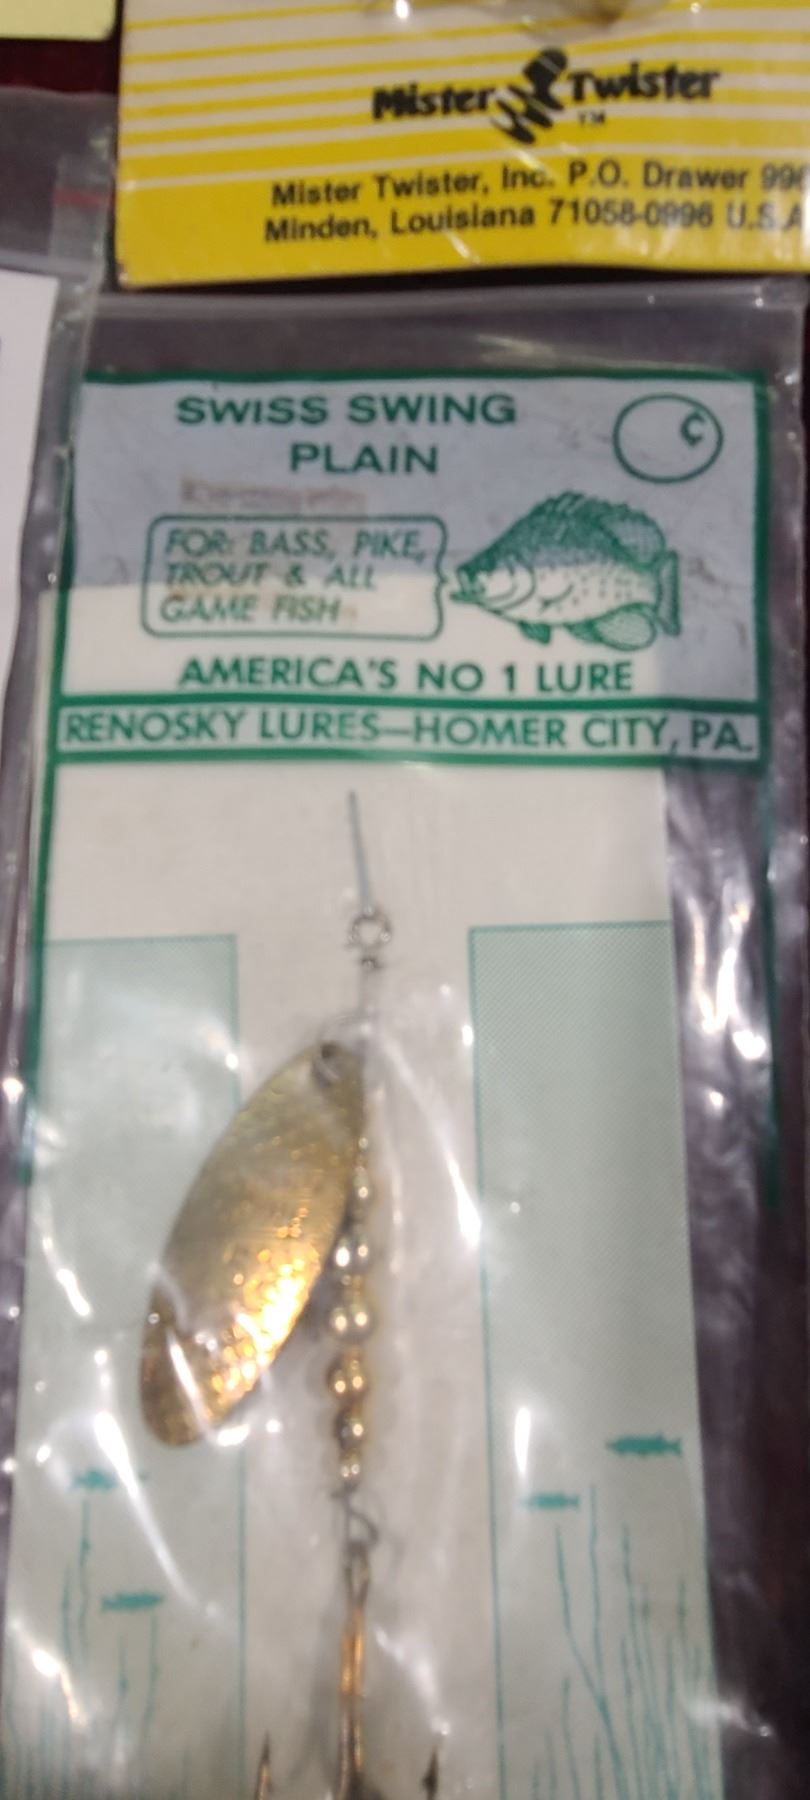 Mister Twister
TM
Mister Twister, Inc. P.O. Drawer
Minden, Louisiana 71058-0996 U.S.A
SWISS SWING
PLAIN
¢
FOR: BASS, PIKE,
TROUT & ALL
GAME FISH
AMERICA'S NO 1 LURE
RENOSKY LURES—HOMER CITY, PA.